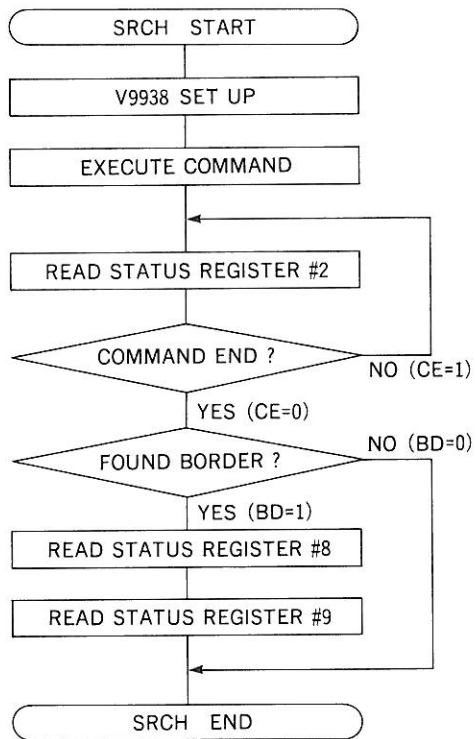 SRCH START
V9938 SET UP
EXECUTE COMMAND
READ STATUS REGISTER #2
COMMAND END ?
NO (CE=1)
YES (CE=0)
NO (BD=0)
FOUND BORDER ?
YES (BD=1)
READ STATUS REGISTER #8
READ STATUS REGISTER #9
SRCH END